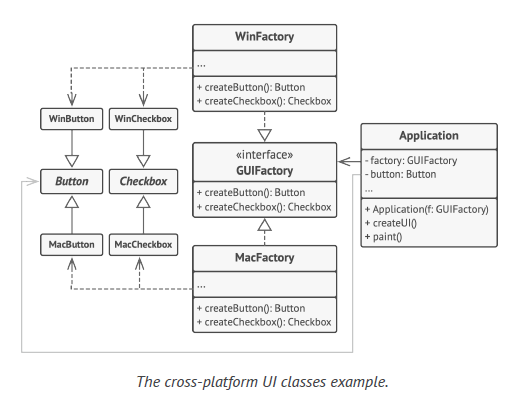 WinFactory
...
+ createButton(): Button
+ createCheckbox(): Checkbox
WinButton
WinCheckbox
Button
Checkbox
MacButton
MacCheckbox
«interface»
GUIFactory
+ createButton(): Button
+ createCheckbox(): Checkbox
Application
- factory: GUIFactory
- button: Button
...
+ Application(f: GUIFactory)
+ createUI()
+ paint()
MacFactory
...
+ createButton(): Button
+ createCheckbox(): Checkbox
The cross-platform UI classes example.